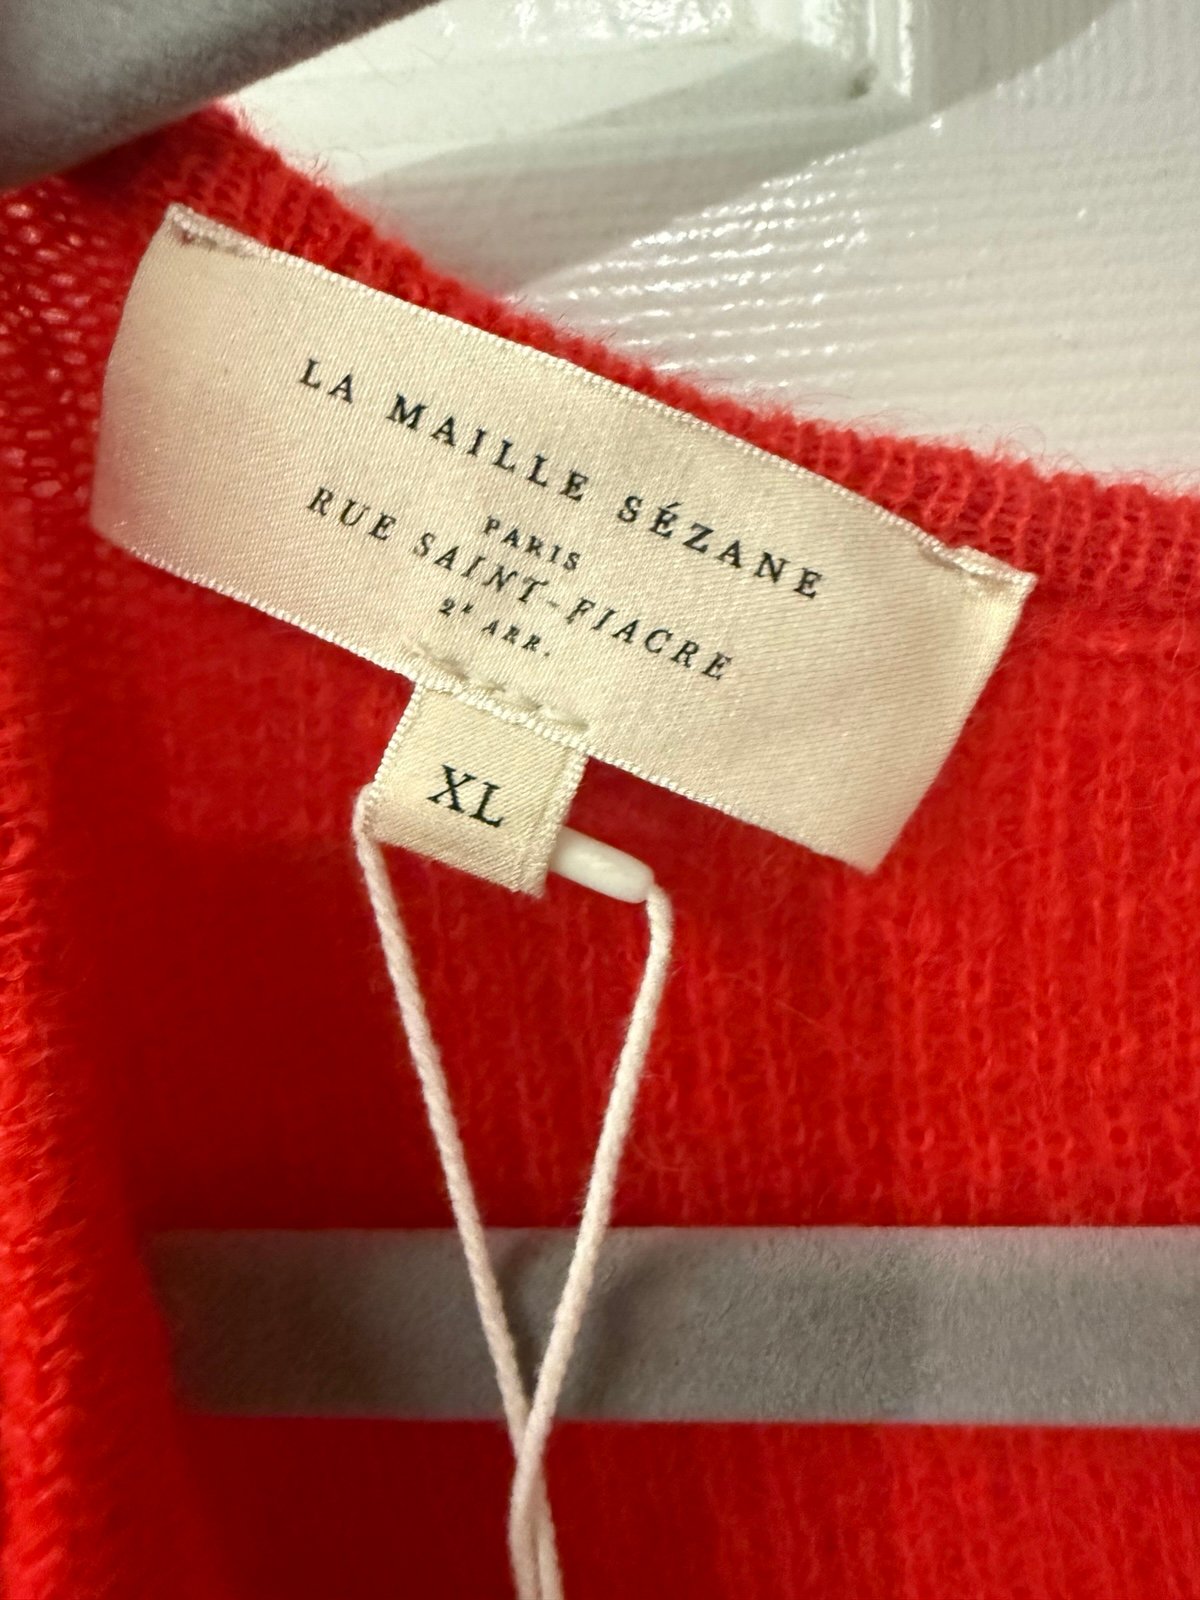 LA MAILLE SÉZANE
PARIS
RUE SAINT-FIACRE
2E ARR.
XL